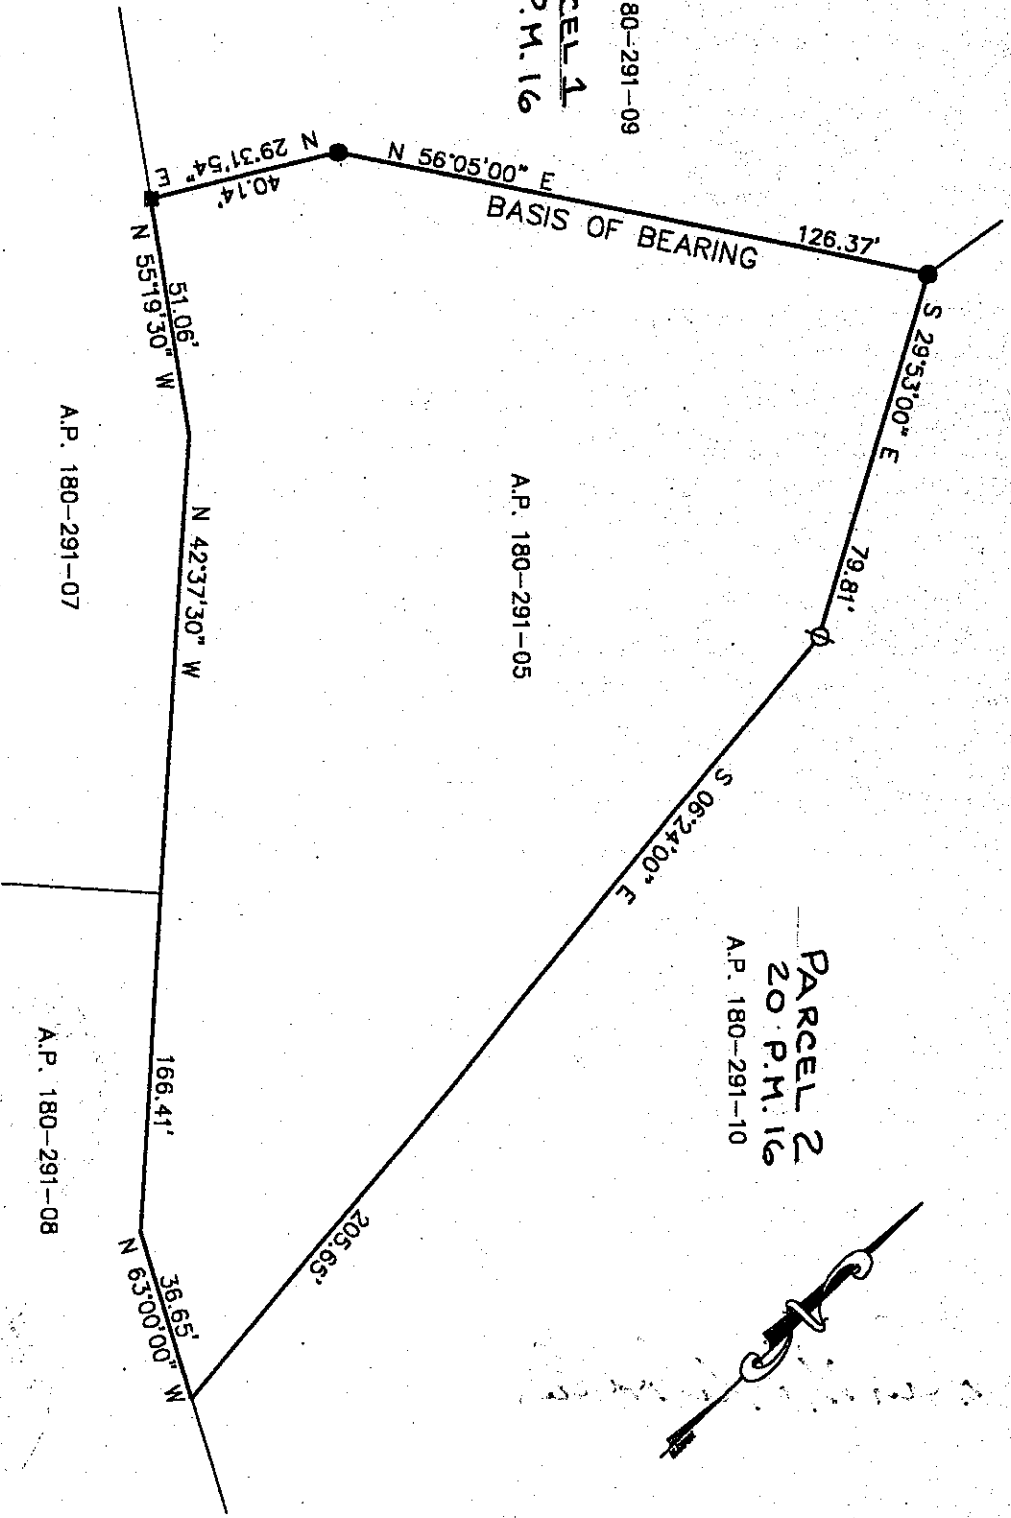 80-291-09
CEL 1
P.M. 16
N 29°31'54" E
40.14'
N 56°05'00" E
126.37'
BASIS OF BEARING
S 29°53'00" E
79.81'
S 06°24'00" E
205.65'
N 55°19'30" W
51.06'
N 42°37'30" W
166.41'
N 63°00'00" W
36.65'
A.P. 180-291-05
A.P. 180-291-07
A.P. 180-291-08
PARCEL 2
20 P.M. 16
A.P. 180-291-10